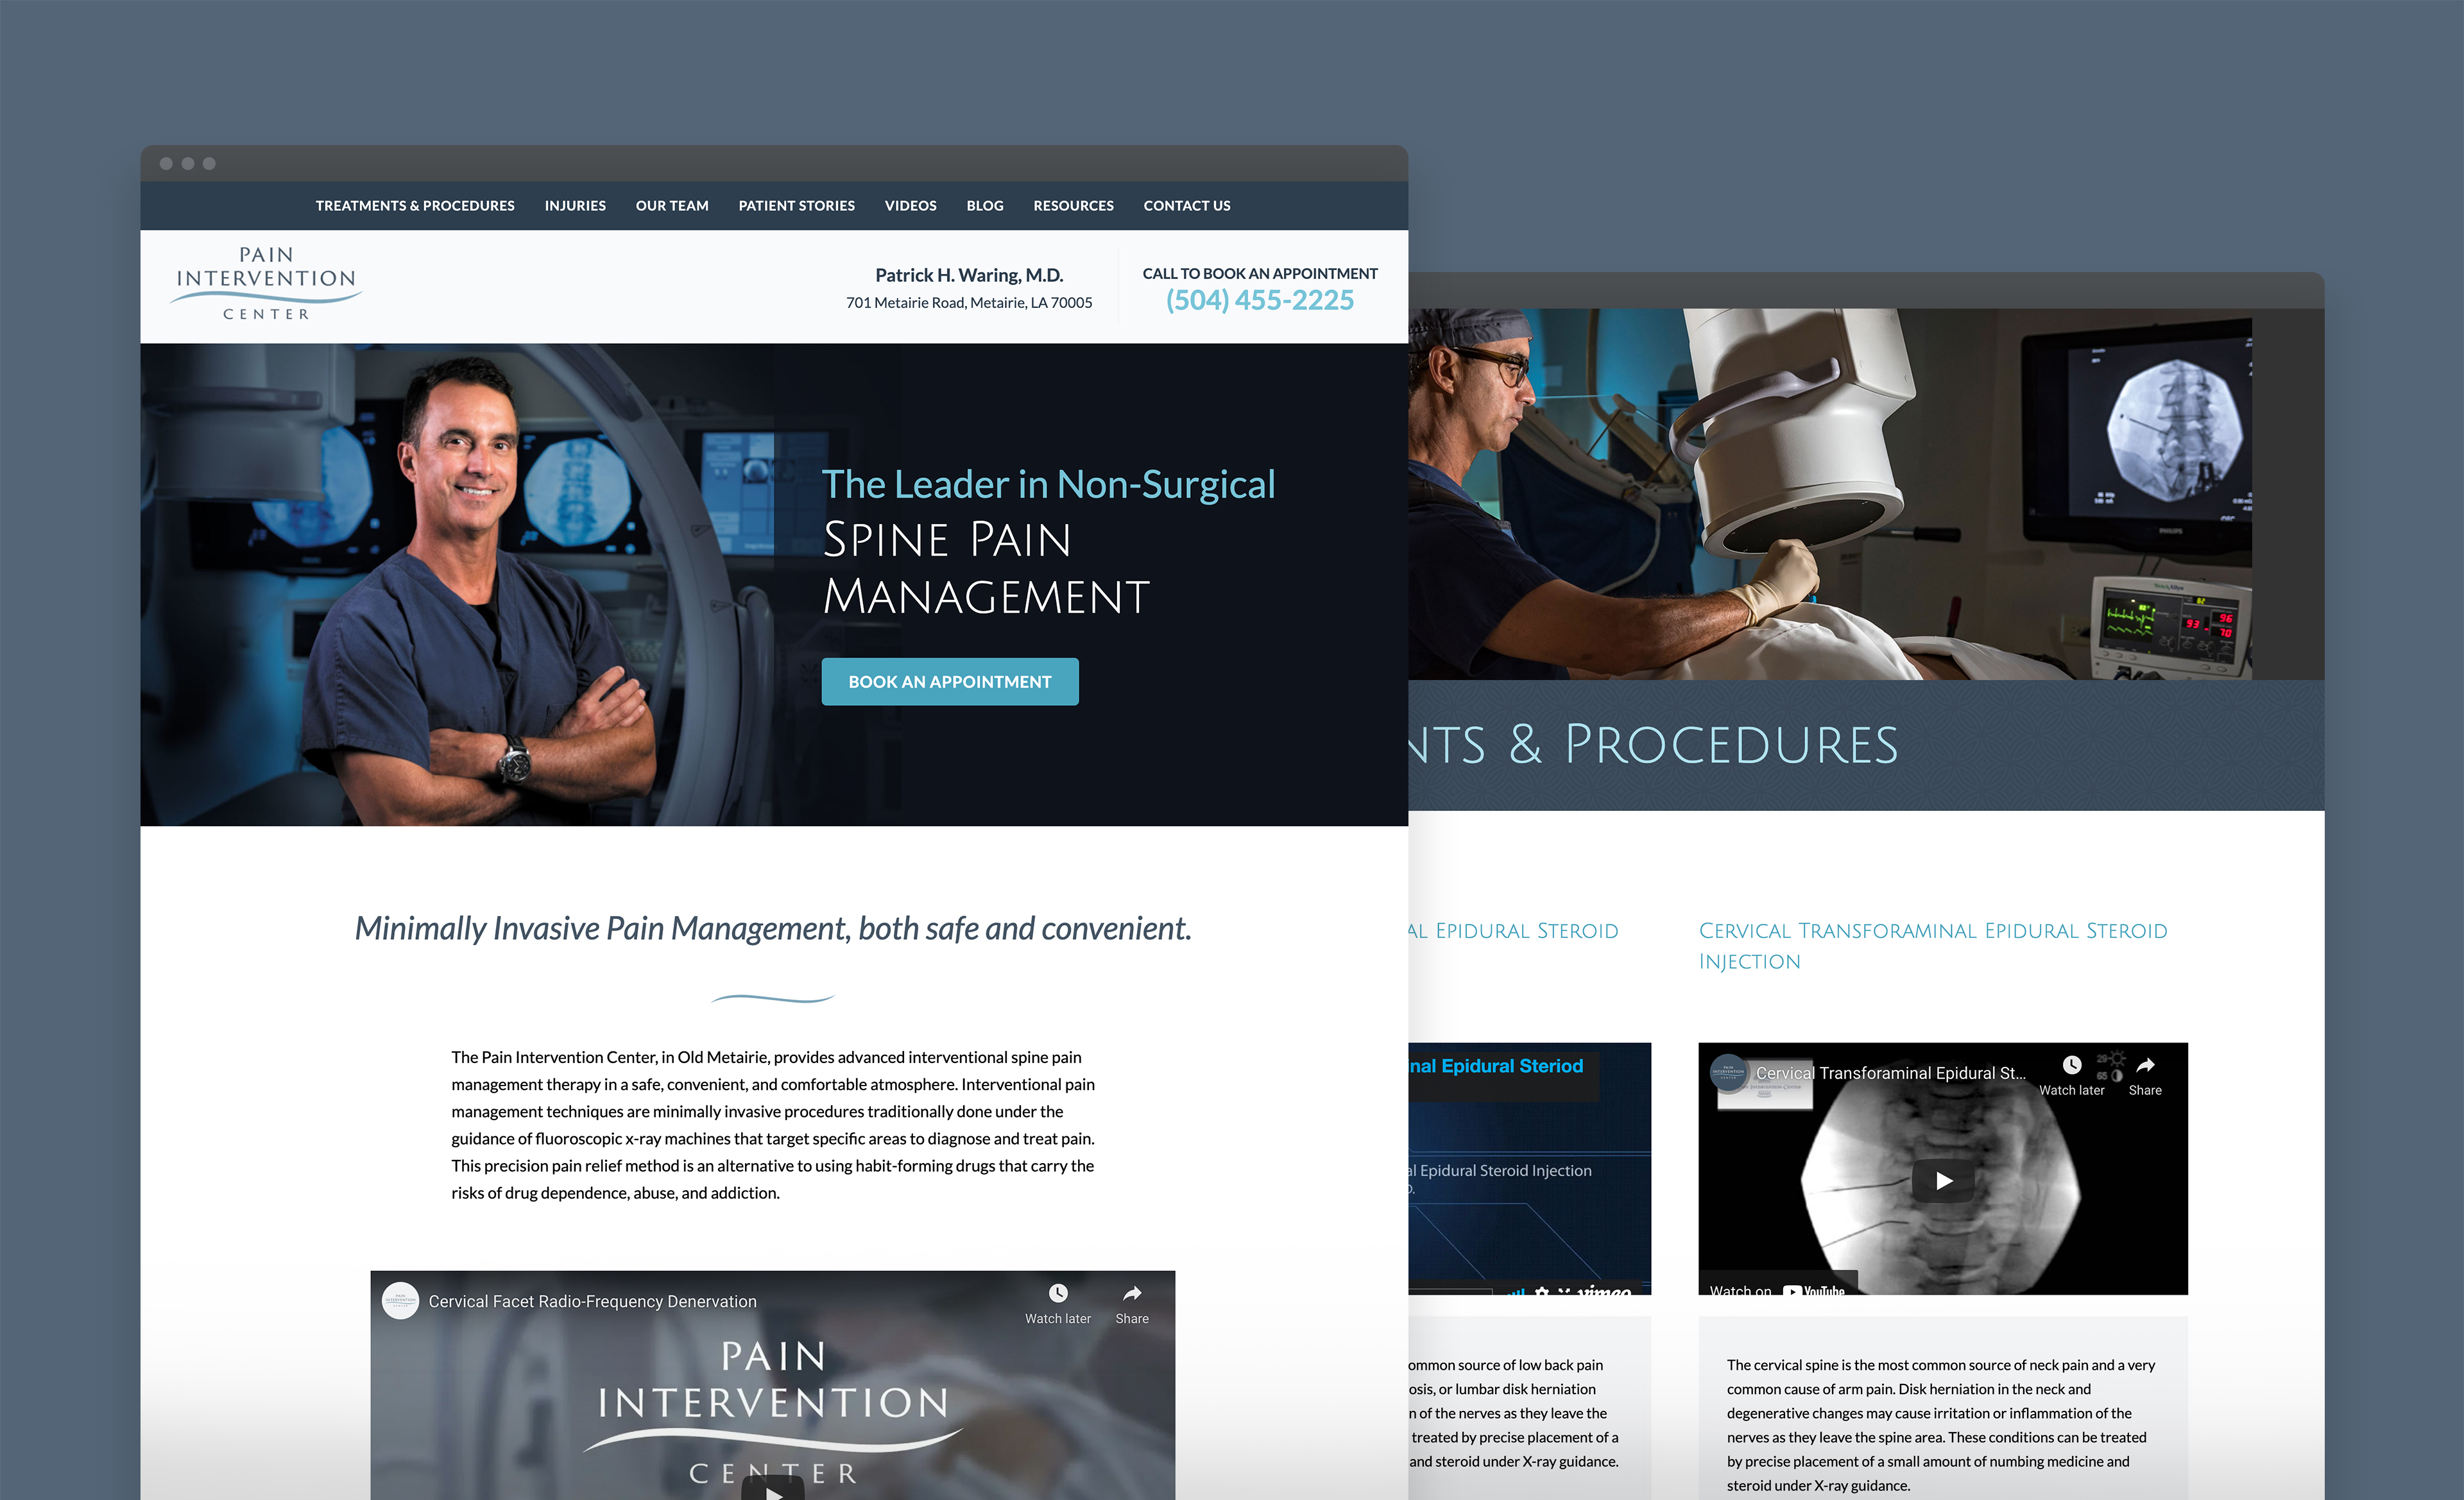 TREATMENTS & PROCEDURES INJURIES OUR TEAM PATIENT STORIES VIDEOS BLOG RESOURCES CONTACT US
PAIN
INTERVENTION
CENTER
Patrick H. Waring, M.D.
701 Metairie Road, Metairie, LA 70005
CALL TO BOOK AN APPOINTMENT
(504) 455-2225
The Leader in Non-Surgical
SPINE PAIN
MANAGEMENT
BOOK AN APPOINTMENT
Minimally Invasive Pain Management, both safe and convenient.
The Pain Intervention Center, in Old Metairie, provides advanced interventional spine pain
management therapy in a safe, convenient, and comfortable atmosphere. Interventional pain
management techniques are minimally invasive procedures traditionally done under the
guidance of fluoroscopic x-ray machines that target specific areas to diagnose and treat pain.
This precision pain relief method is an alternative to using habit-forming drugs that carry the
risks of drug dependence, abuse, and addiction.
Cervical Facet Radio-Frequency Denervation
Watch later Share
PAIN
INTERVENTION
CENTER
PHILIPS
62
96
93
70
NTS & PROCEDURES
AL EPIDURAL STEROID
nal Epidural Steriod
al Epidural Steroid Injection
vimeo
ommon source of low back pain
osis, or lumbar disk herniation
n of the nerves as they leave the
treated by precise placement of a
and steroid under X-ray guidance.
CERVICAL TRANSFORAMINAL EPIDURAL STEROID
INJECTION
Cervical Transforaminal Epidural St...
Watch later Share
Watch on YouTube
The cervical spine is the most common source of neck pain and a very
common cause of arm pain. Disk herniation in the neck and
degenerative changes may cause irritation or inflammation of the
nerves as they leave the spine area. These conditions can be treated
by precise placement of a small amount of numbing medicine and
steroid under X-ray guidance.